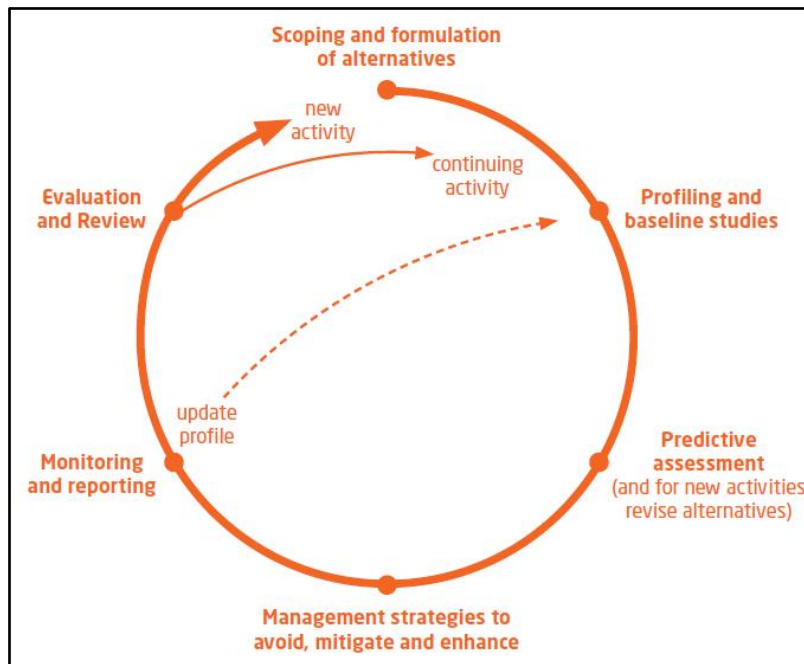 Scoping and formulation
of alternatives
new
activity
continuing
activity
Evaluation
and Review
Profiling and
baseline studies
update
profile
Monitoring
and reporting
Predictive
assessment
(and for new activities
revise alternatives)
Management strategies to
avoid, mitigate and enhance